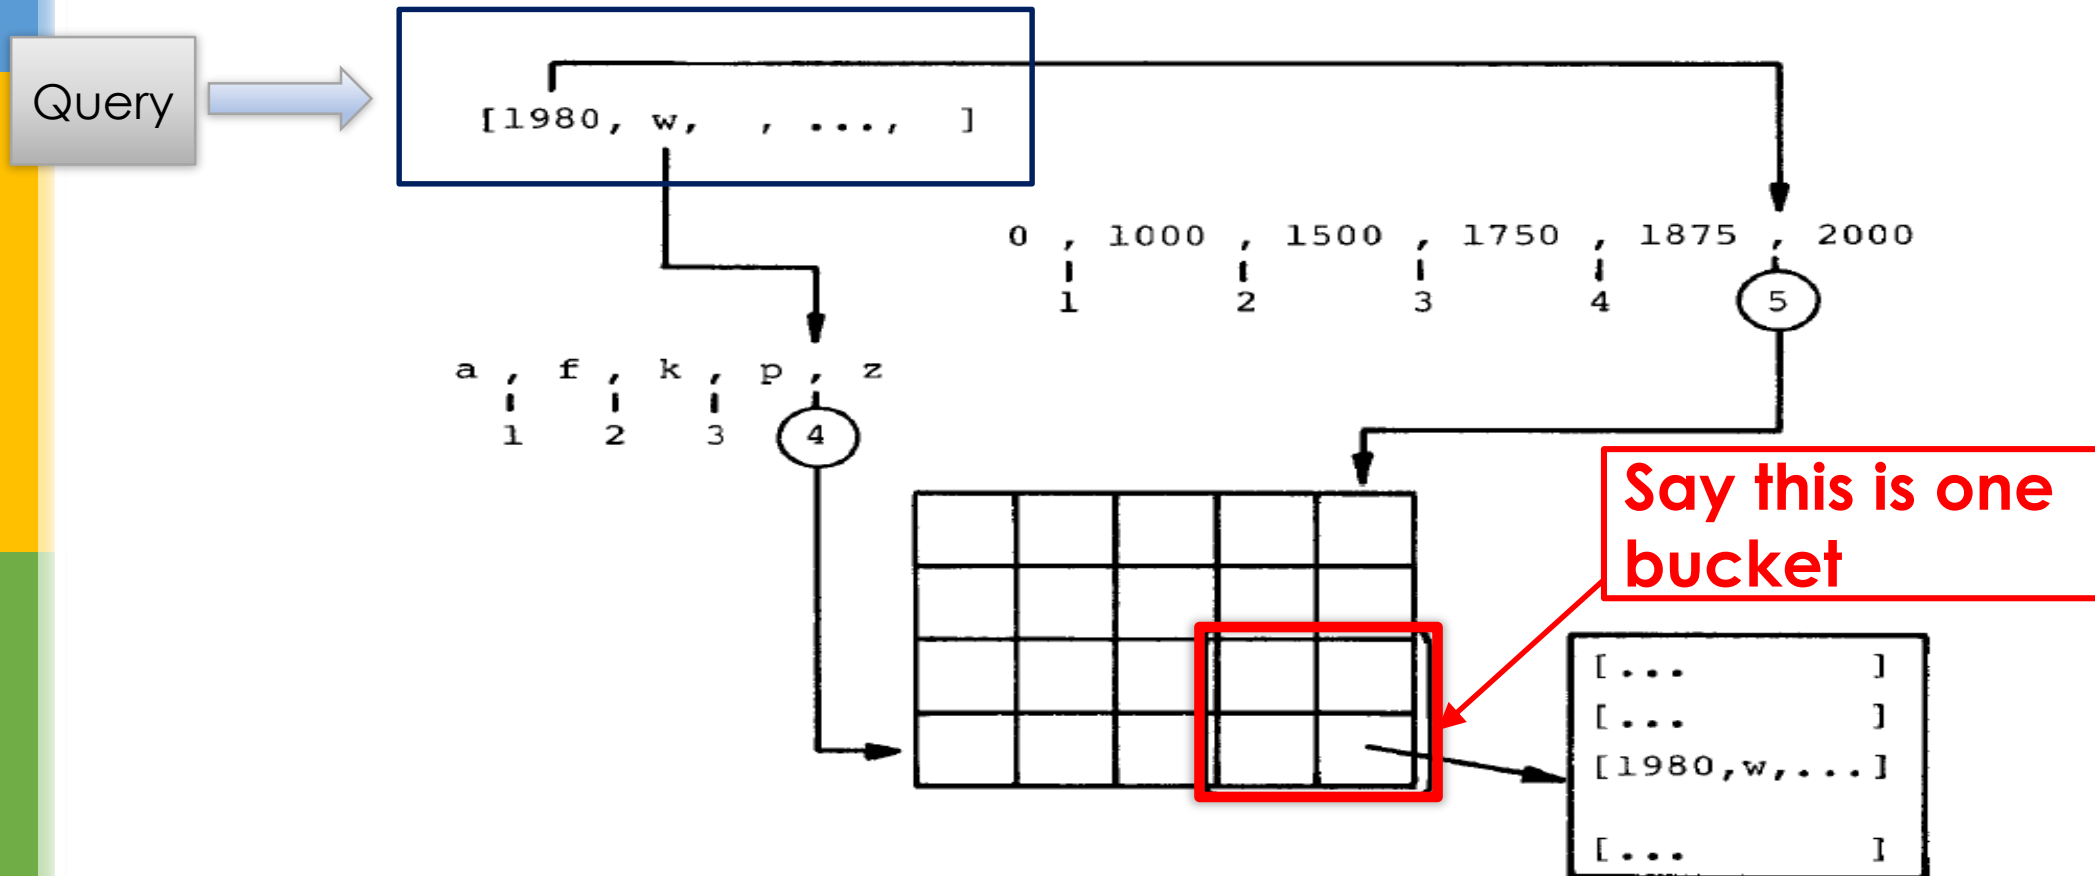 Query
[1980, w, , ..., ]
0 , 1000 , 1500 , 1750 , 1875 , 2000
1 2 3 4 5
a , f , k , p , z
1 2 3 4
Say this is one
bucket
[... ]
[... ]
[1980,w,...]
[... ]